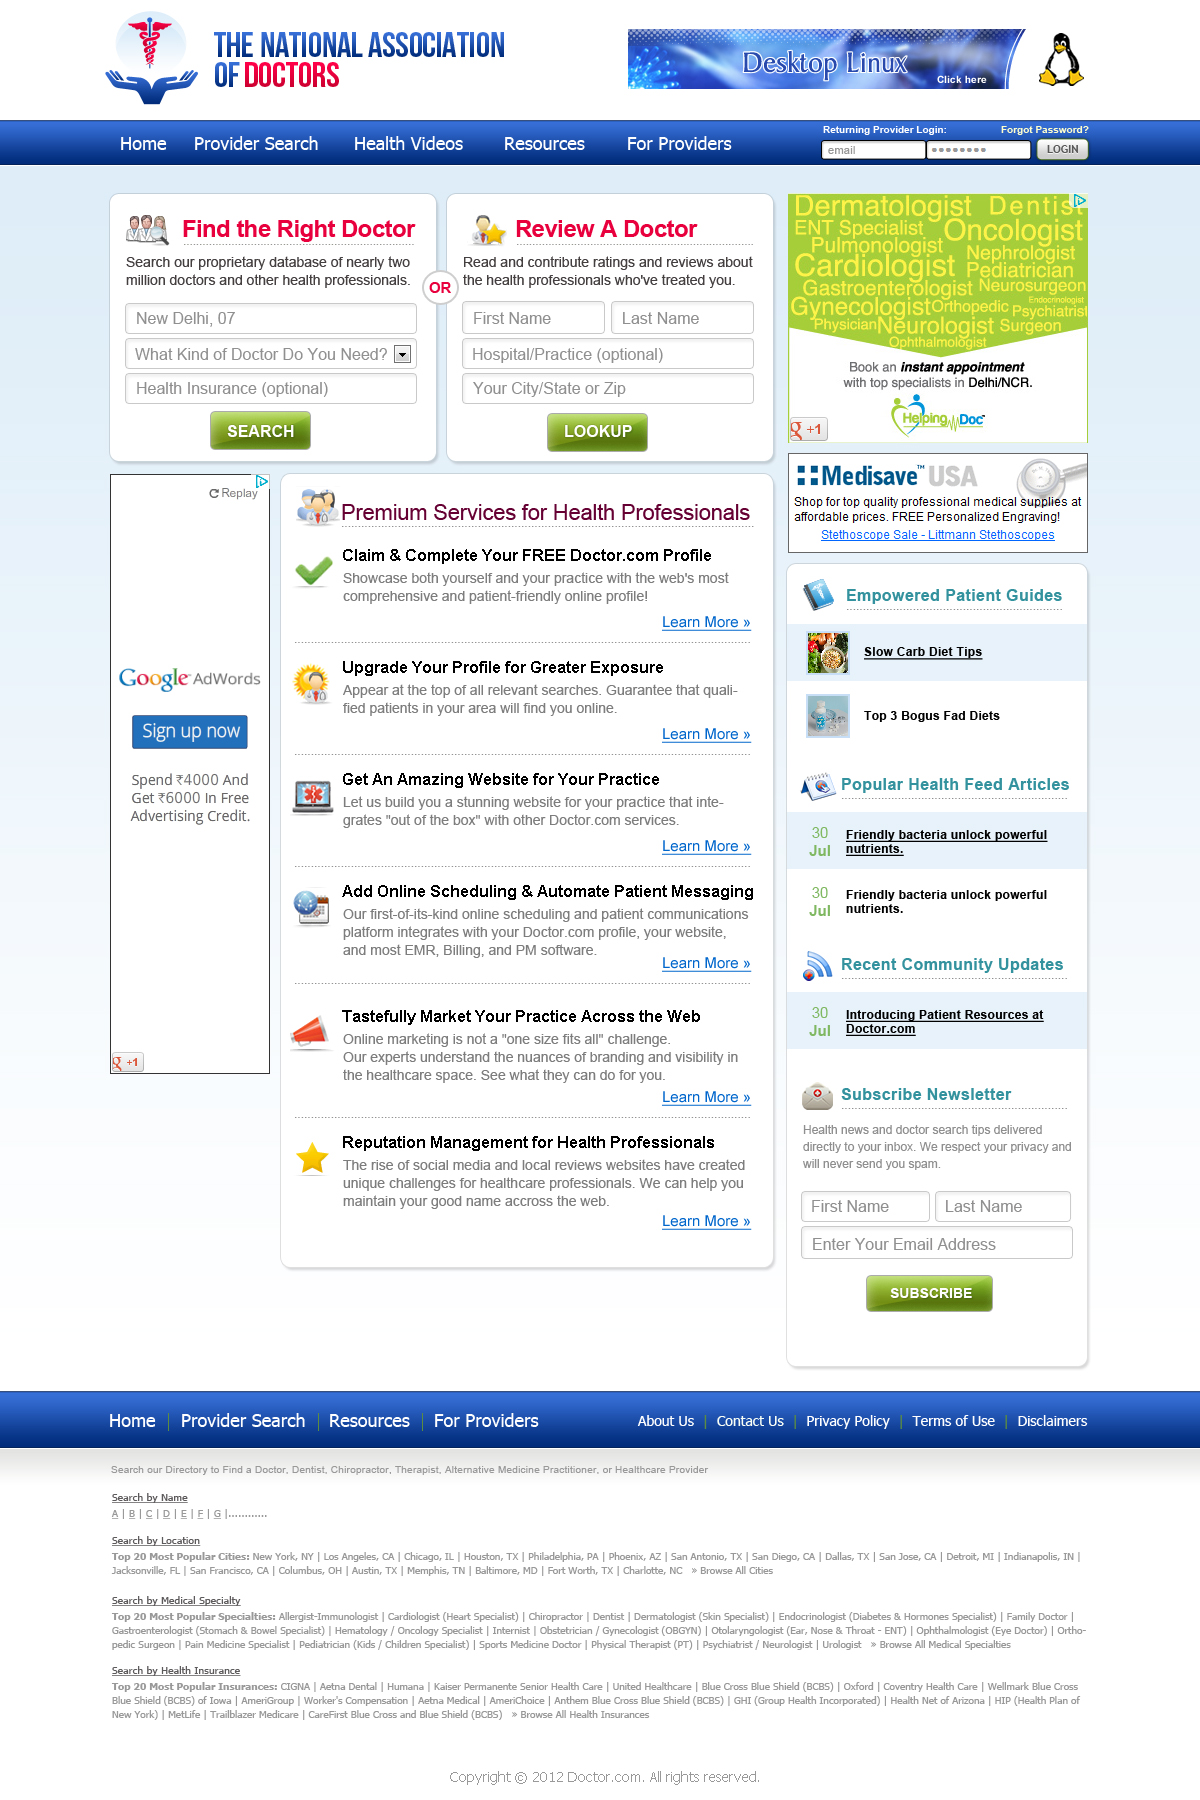 THE NATIONAL ASSOCIATION
OF DOCTORS
Desktop Linux
Click here
Home Provider Search Health Videos Resources For Providers
Returning Provider Login: Forgot Password?
email LOGIN
Find the Right Doctor
Search our proprietary database of nearly two
million doctors and other health professionals.
New Delhi, 07
What Kind of Doctor Do You Need?
Health Insurance (optional)
SEARCH
OR
Review A Doctor
Read and contribute ratings and reviews about
the health professionals who've treated you.
First Name Last Name
Hospital/Practice (optional)
Your City/State or Zip
LOOKUP
Dermatologist Dentist
ENT Specialist Oncologist
Pulmonologist Nephrologist
Cardiologist Pediatrician
Gastroenterologist Neurosurgeon
Endocrinologist
Gynecologist Orthopedic Psychiatrist
Physician Neurologist Surgeon
Ophthalmologist
Book an instant appointment
with top specialists in Delhi/NCR.
Helping Doc
g +1
Medisave™ USA
Shop for top quality professional medical supplies at
affordable prices. FREE Personalized Engraving!
Stethoscope Sale - Littmann Stethoscopes
Replay
Google™ AdWords
Sign up now
Spend ₹4000 And
Get ₹6000 In Free
Advertising Credit.
g +1
Premium Services for Health Professionals
Claim & Complete Your FREE Doctor.com Profile
Showcase both yourself and your practice with the web's most
comprehensive and patient-friendly online profile!
Learn More »
Upgrade Your Profile for Greater Exposure
Appear at the top of all relevant searches. Guarantee that quali-
fied patients in your area will find you online.
Learn More »
Get An Amazing Website for Your Practice
Let us build you a stunning website for your practice that inte-
grates "out of the box" with other Doctor.com services.
Learn More »
Add Online Scheduling & Automate Patient Messaging
Our first-of-its-kind online scheduling and patient communications
platform integrates with your Doctor.com profile, your website,
and most EMR, Billing, and PM software.
Learn More »
Tastefully Market Your Practice Across the Web
Online marketing is not a "one size fits all" challenge.
Our experts understand the nuances of branding and visibility in
the healthcare space. See what they can do for you.
Learn More »
Reputation Management for Health Professionals
The rise of social media and local reviews websites have created
unique challenges for healthcare professionals. We can help you
maintain your good name accross the web.
Learn More »
Empowered Patient Guides
Slow Carb Diet Tips
Top 3 Bogus Fad Diets
Popular Health Feed Articles
30 Jul
Friendly bacteria unlock powerful
nutrients.
30 Jul
Friendly bacteria unlock powerful
nutrients.
Recent Community Updates
30 Jul
Introducing Patient Resources at
Doctor.com
Subscribe Newsletter
Health news and doctor search tips delivered
directly to your inbox. We respect your privacy and
will never send you spam.
First Name Last Name
Enter Your Email Address
SUBSCRIBE
Home | Provider Search | Resources | For Providers
About Us | Contact Us | Privacy Policy | Terms of Use | Disclaimers
Search our Directory to Find a Doctor, Dentist, Chiropractor, Therapist, Alternative Medicine Practitioner, or Healthcare Provider
Search by Name
A | B | C | D | E | F | G |............
Search by Location
Top 20 Most Popular Cities: New York, NY | Los Angeles, CA | Chicago, IL | Houston, TX | Philadelphia, PA | Phoenix, AZ | San Antonio, TX | San Diego, CA | Dallas, TX | San Jose, CA | Detroit, MI | Indianapolis, IN |
Jacksonville, FL | San Francisco, CA | Columbus, OH | Austin, TX | Memphis, TN | Baltimore, MD | Fort Worth, TX | Charlotte, NC » Browse All Cities
Search by Medical Specialty
Top 20 Most Popular Specialties: Allergist-Immunologist | Cardiologist (Heart Specialist) | Chiropractor | Dentist | Dermatologist (Skin Specialist) | Endocrinologist (Diabetes & Hormones Specialist) | Family Doctor |
Gastroenterologist (Stomach & Bowel Specialist) | Hematology / Oncology Specialist | Internist | Obstetrician / Gynecologist (OBGYN) | Otolaryngologist (Ear, Nose & Throat - ENT) | Ophthalmologist (Eye Doctor) | Ortho-
pedic Surgeon | Pain Medicine Specialist | Pediatrician (Kids / Children Specialist) | Sports Medicine Doctor | Physical Therapist (PT) | Psychiatrist / Neurologist | Urologist » Browse All Medical Specialties
Search by Health Insurance
Top 20 Most Popular Insurances: CIGNA | Aetna Dental | Humana | Kaiser Permanente Senior Health Care | United Healthcare | Blue Cross Blue Shield (BCBS) | Oxford | Coventry Health Care | Wellmark Blue Cross
Blue Shield (BCBS) of Iowa | AmeriGroup | Worker's Compensation | Aetna Medical | AmeriChoice | Anthem Blue Cross Blue Shield (BCBS) | GHI (Group Health Incorporated) | Health Net of Arizona | HIP (Health Plan of
New York) | MetLife | Trailblazer Medicare | CareFirst Blue Cross and Blue Shield (BCBS) » Browse All Health Insurances
Copyright © 2012 Doctor.com. All rights reserved.